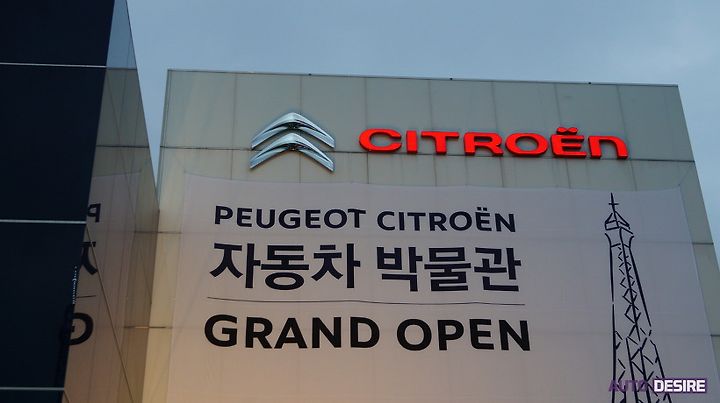 CITROËN
PEUGEOT CITROËN
자동차 박물관
GRAND OPEN
AUTO DESIRE